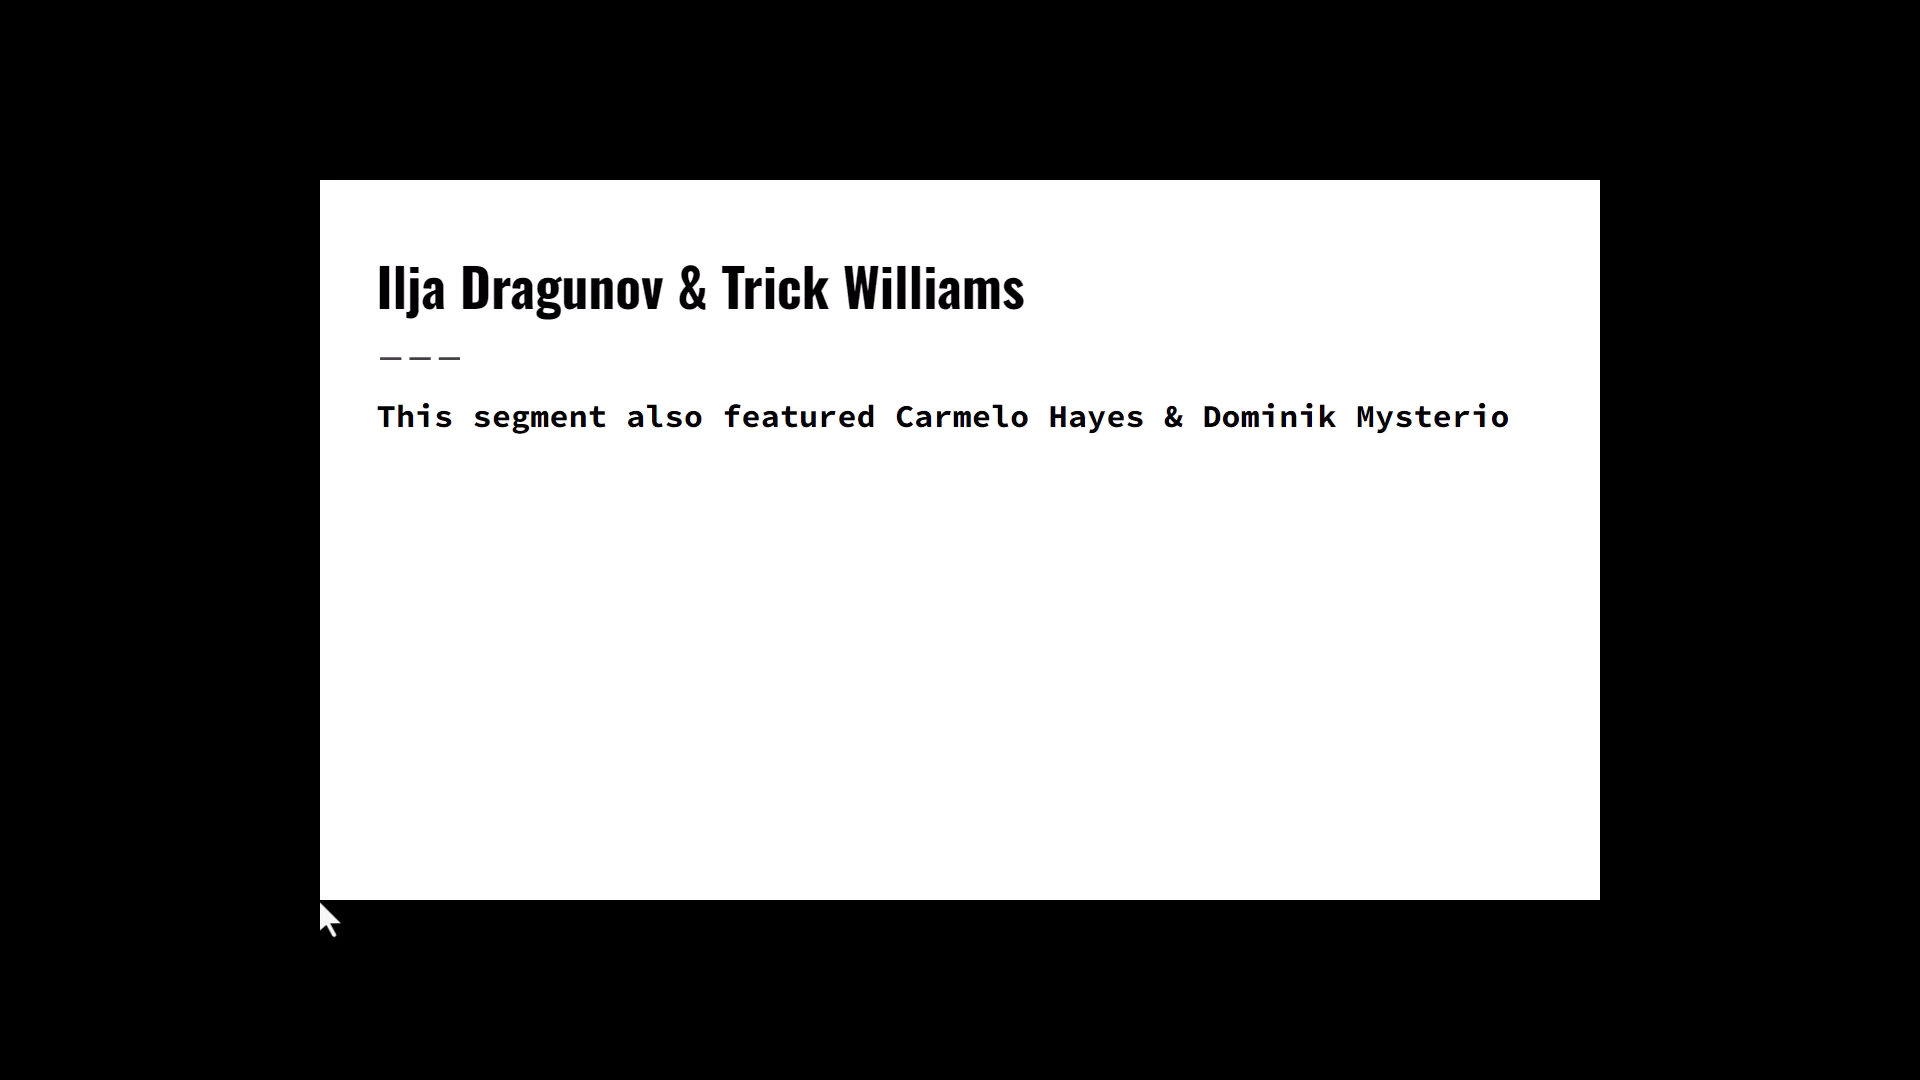 Ilja Dragunov & Trick Williams
———
This segment also featured Carmelo Hayes & Dominik Mysterio